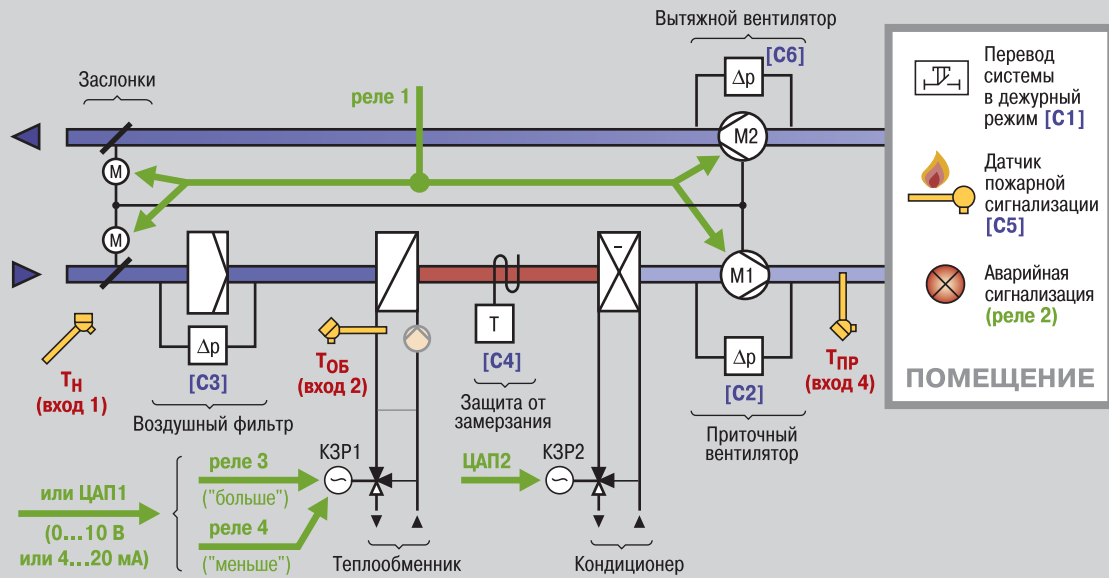 Вытяжной вентилятор
[C6]
Δp
Заслонки
реле 1
M2
M
M
M1
Δp
[C3]
Воздушный фильтр
TН
(вход 1)
TОБ
(вход 2)
T
[C4]
Защита от
замерзания
–
Δp
[C2]
Приточный
вентилятор
TПР
(вход 4)
Перевод
системы
в дежурный
режим [C1]
Датчик
пожарной
сигнализации
[C5]
Аварийная
сигнализация
(реле 2)
ПОМЕЩЕНИЕ
или ЦАП1
(0...10 В
или 4...20 мА)
реле 3
("больше")
реле 4
("меньше")
КЗР1
~
Теплообменник
ЦАП2
КЗР2
~
Кондиционер